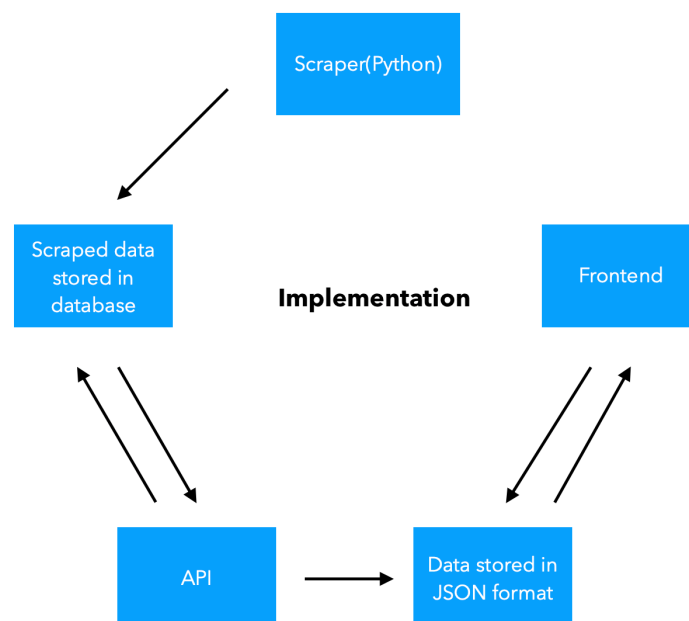 Scraper(Python)
Scraped data
stored in
database
Implementation
Frontend
API
Data stored in
JSON format